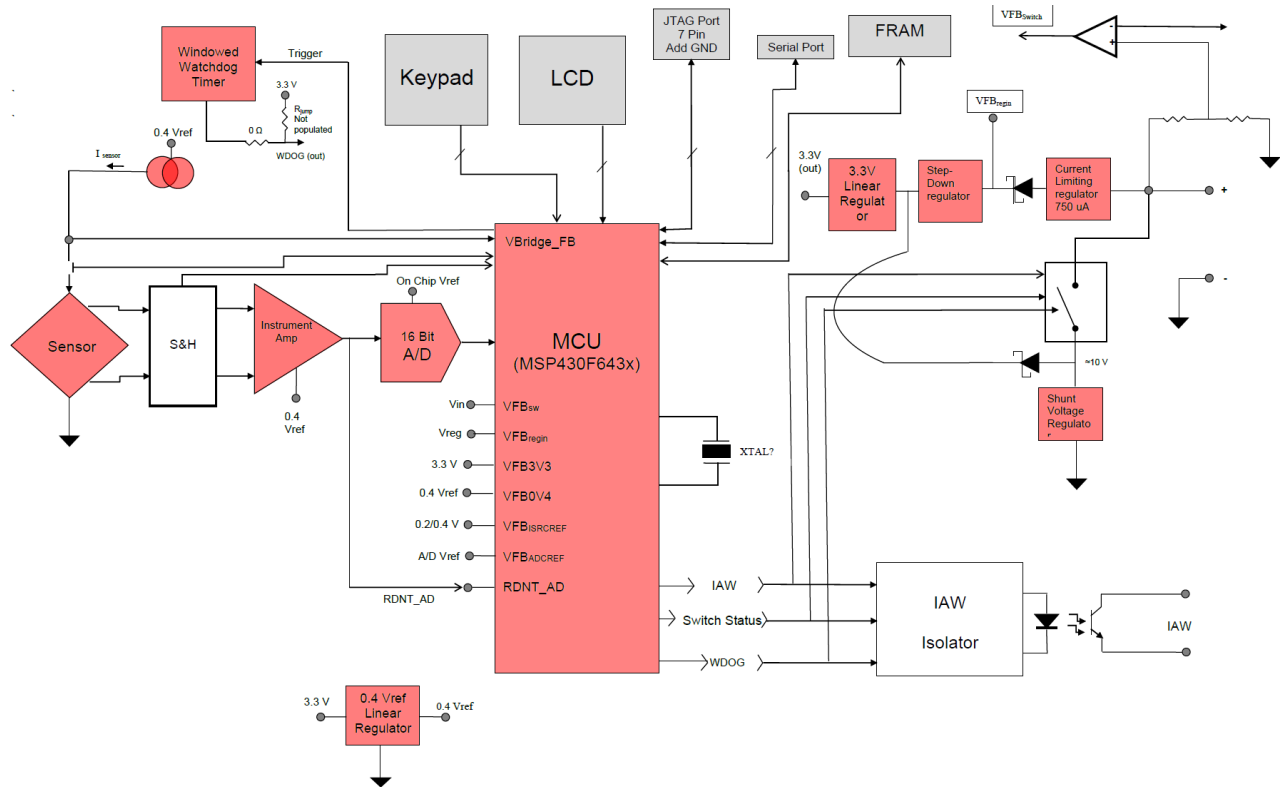 VFB Switch
-
+
JTAG Port
7 Pin
Add GND
Serial Port
FRAM
Keypad
LCD
Windowed
Watchdog
Timer
Trigger
3.3 V
Rjump
Not
populated
0 Ω
WDOG (out)
0.4 Vref
I sensor
VFBregin
3.3V
(out)
3.3V
Linear
Regulat
or
Step-
Down
regulator
Current
Limiting
regulator
750 uA
+
-
VBridge_FB
On Chip Vref
Sensor
S&H
Instrument
Amp
0.4
Vref
16 Bit
A/D
MCU
(MSP430F643x)
≈10 V
Shunt
Voltage
Regulato
r
Vin
VFBsw
Vreg
VFBregin
3.3 V
VFB3V3
0.4 Vref
VFB0V4
0.2/0.4 V
VFBISRCREF
A/D Vref
VFBADCREF
RDNT_AD
RDNT_AD
XTAL?
IAW
Switch Status
WDOG
IAW
Isolator
IAW
3.3 V
0.4 Vref
Linear
Regulator
0.4 Vref